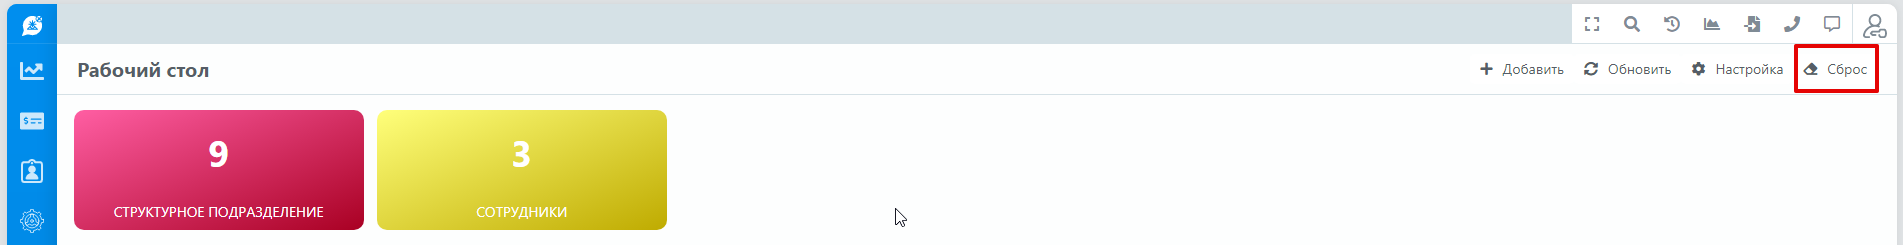 Рабочий стол
Добавить Обновить Настройка Сброс
9
СТРУКТУРНОЕ ПОДРАЗДЕЛЕНИЕ
3
СОТРУДНИКИ